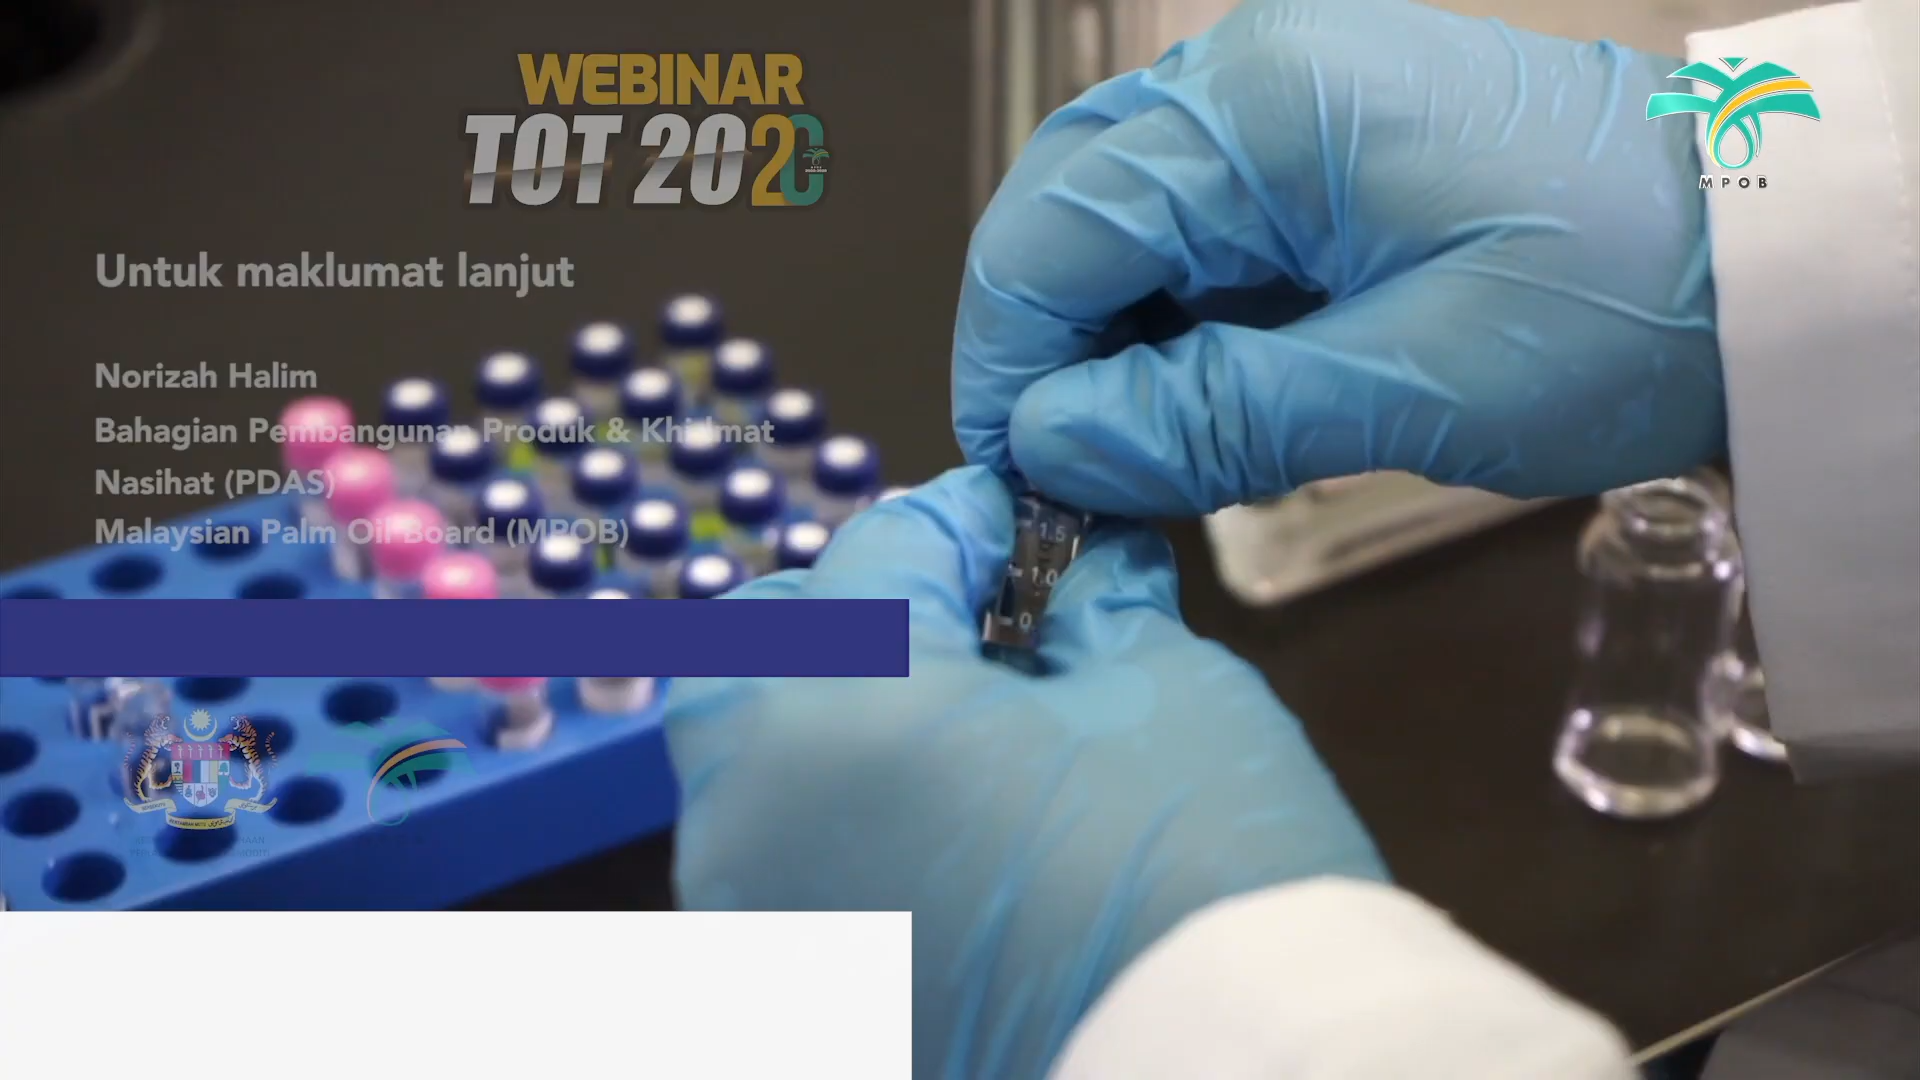 WEBINAR
TOT 2020
MPOB
Untuk maklumat lanjut
Norizah Halim
Bahagian Pembangunan Produk & Khidmat
Nasihat (PDAS)
Malaysian Palm Oil Board (MPOB)
1.5
1.0
0